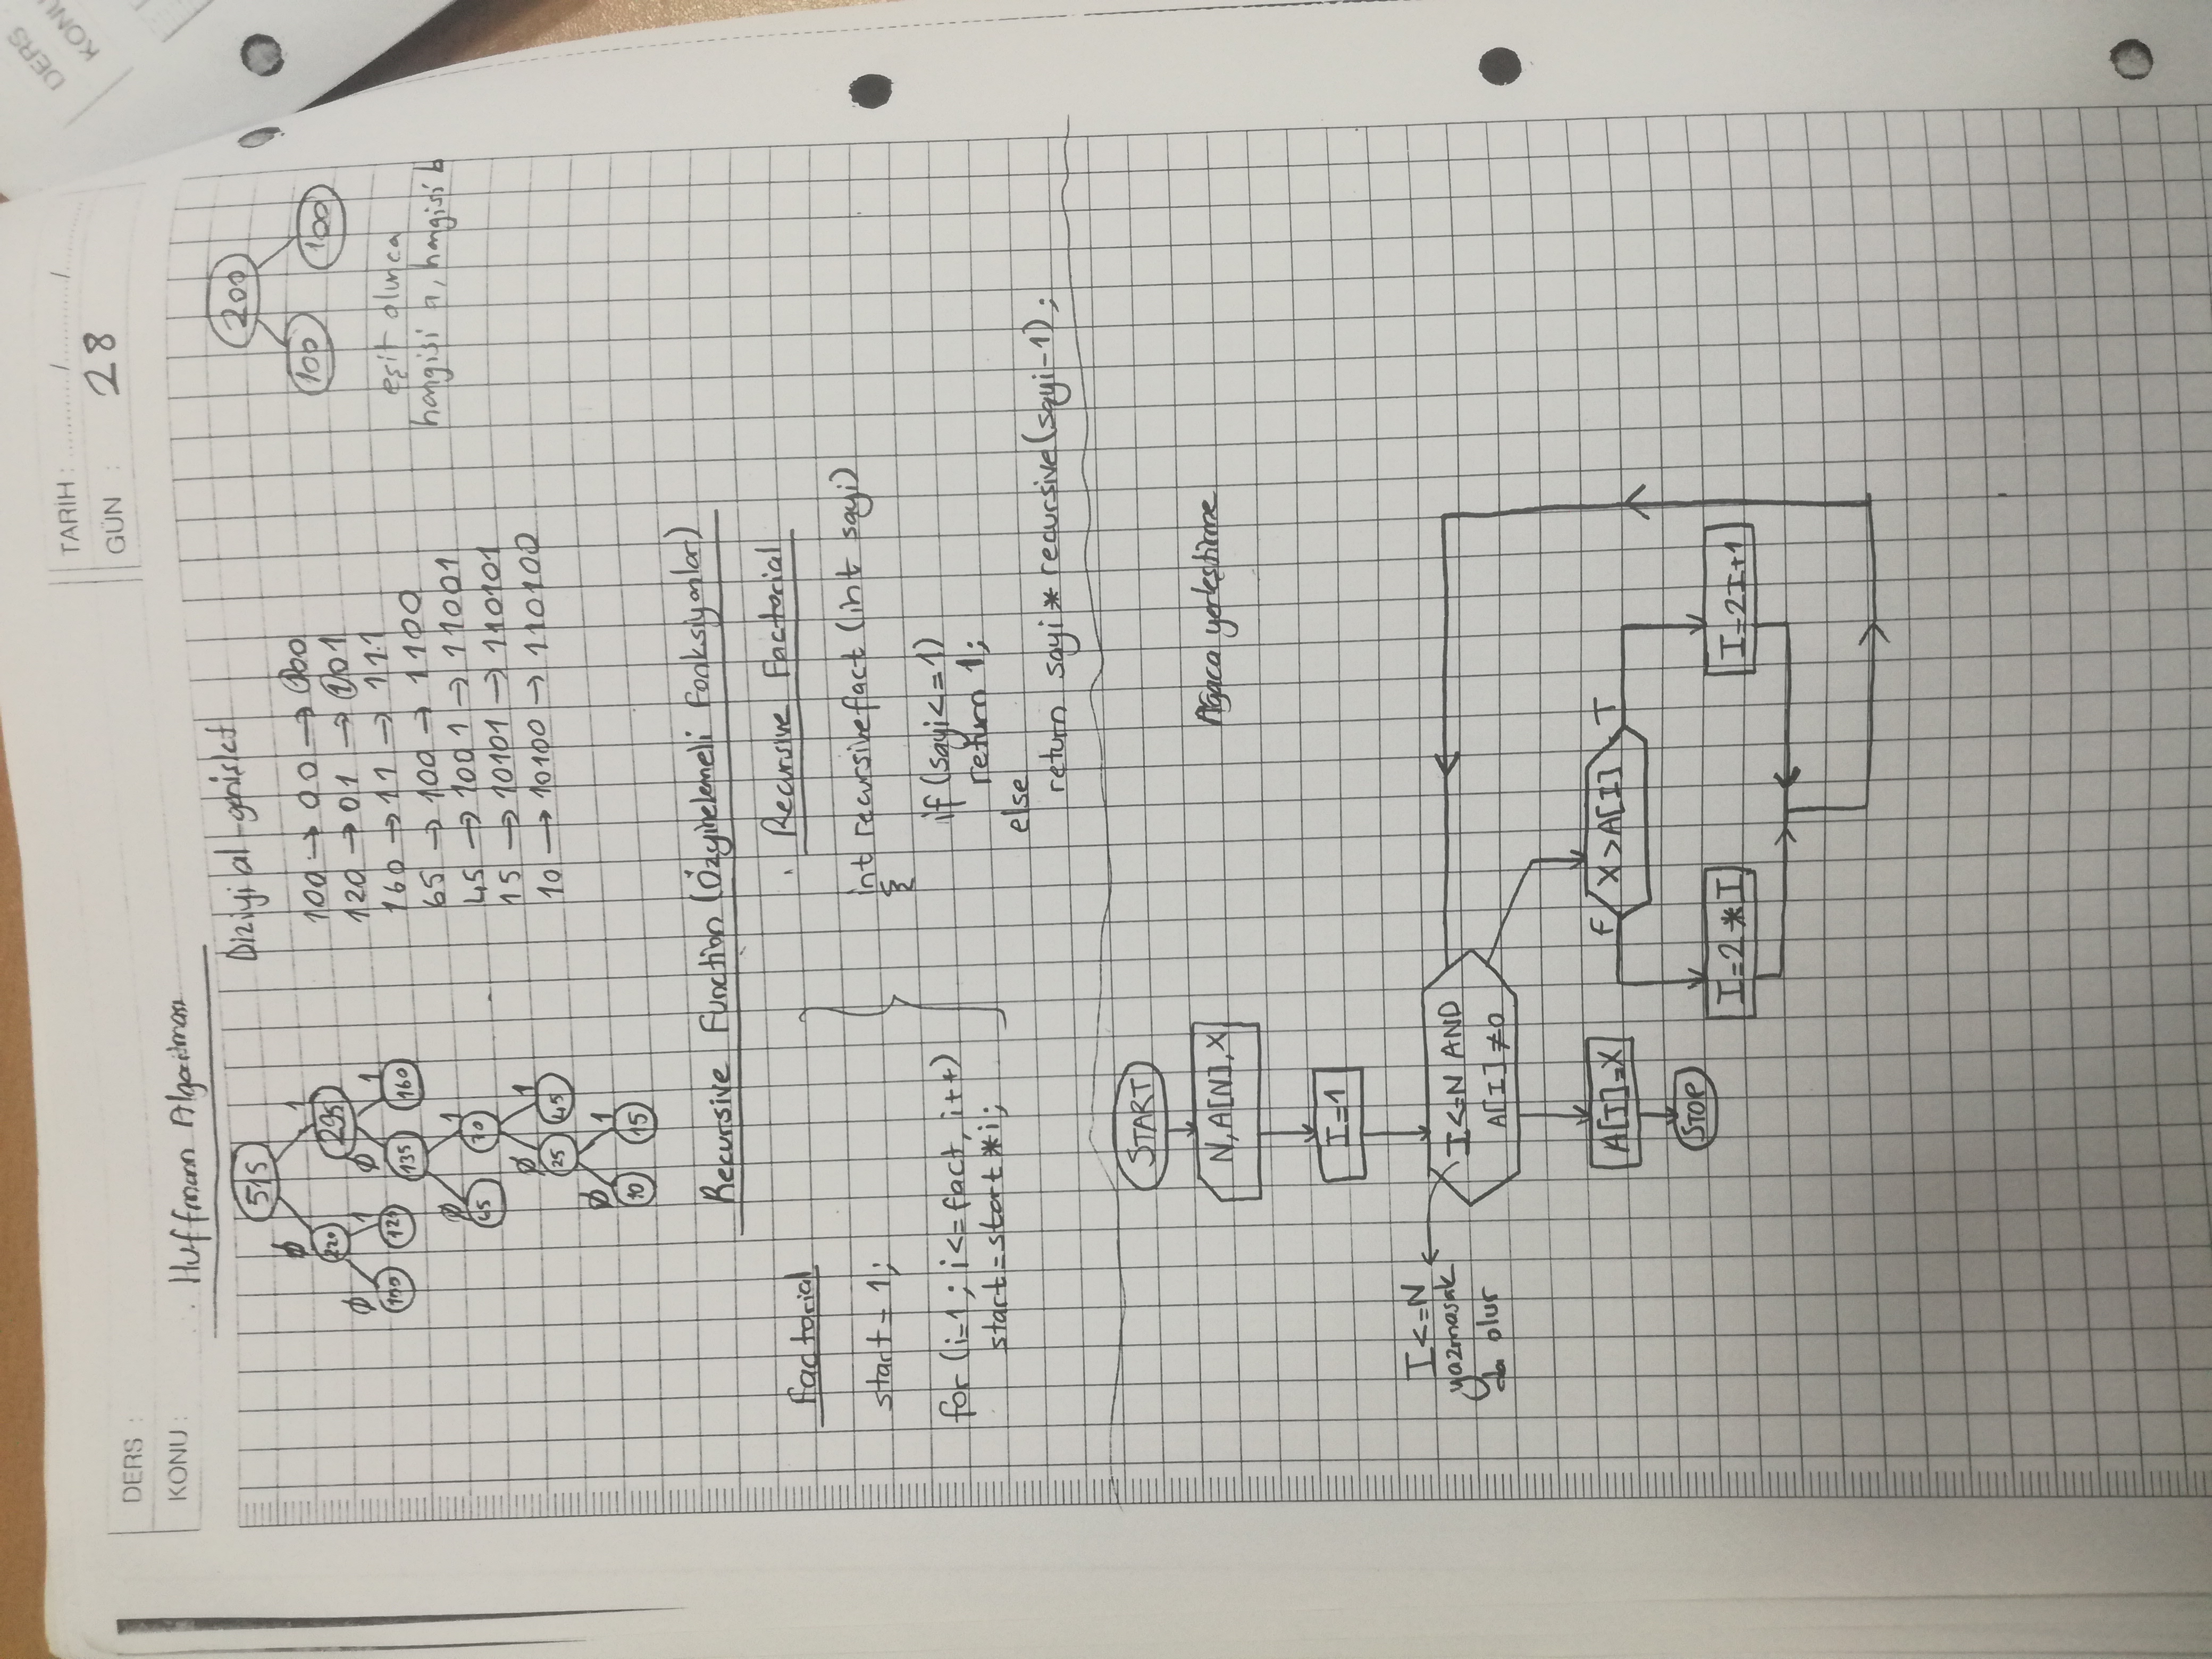 TARİH : ............/............/............
GÜN : 28
DERS :
KONU :
Huffmann Algoritması
DERS
KONU
515
Ø 1
220 295
Ø 1 Ø 1
100 120 135 160
Ø 1
65 70
Ø 1
25 45
Ø 1
10 15
Diziyi al genişlet
100 → 00 → 100
120 → 01 → 101
160 → 11 → 111
65 → 100 → 1100
45 → 1001 → 11001
15 → 10101 → 110101
10 → 10100 → 110100
200
100 100
eşit olunca
hangisi a, hangisi b
Recursive Function (Özyinelemeli Fonksiyonlar)
factorial
start = 1;
for (i=1; i<=fact, i++)
start=start*i;
Recursive Factorial
int recursivefact (int sayi)
{
if (sayi<=1)
return 1;
else
return sayi * recursive(sayi-1);
START
N, A[N], X
Ağaca yerleştirme
I=1
I<=N
yazmasak
da olur
I<=N AND
A[I]≠0
A[I]=X
F X>A[I] T
STOP
I=2*I
I=2I+1